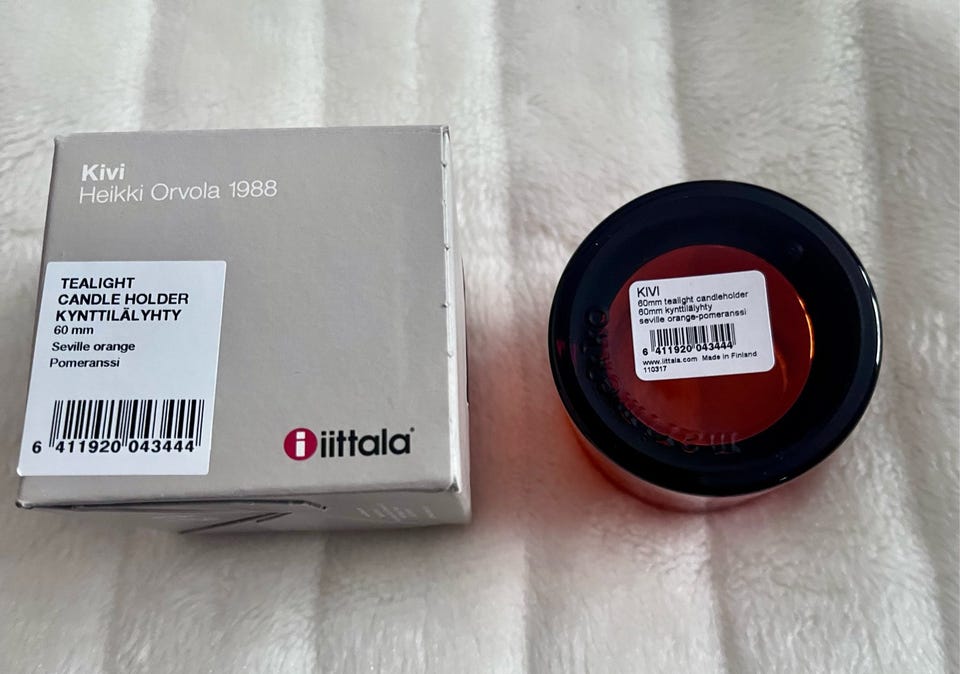 Kivi
Heikki Orvola 1988
TEALIGHT
CANDLE HOLDER
KYNTTILÄLYHTY
60 mm
Seville orange
Pomeranssi
6 411920 043444
iittala
KIVI
60mm tealight candleholder
60mm kynttilälyhty
seville orange-pomeranssi
6 411920 043444
www.iittala.com Made in Finland
110317